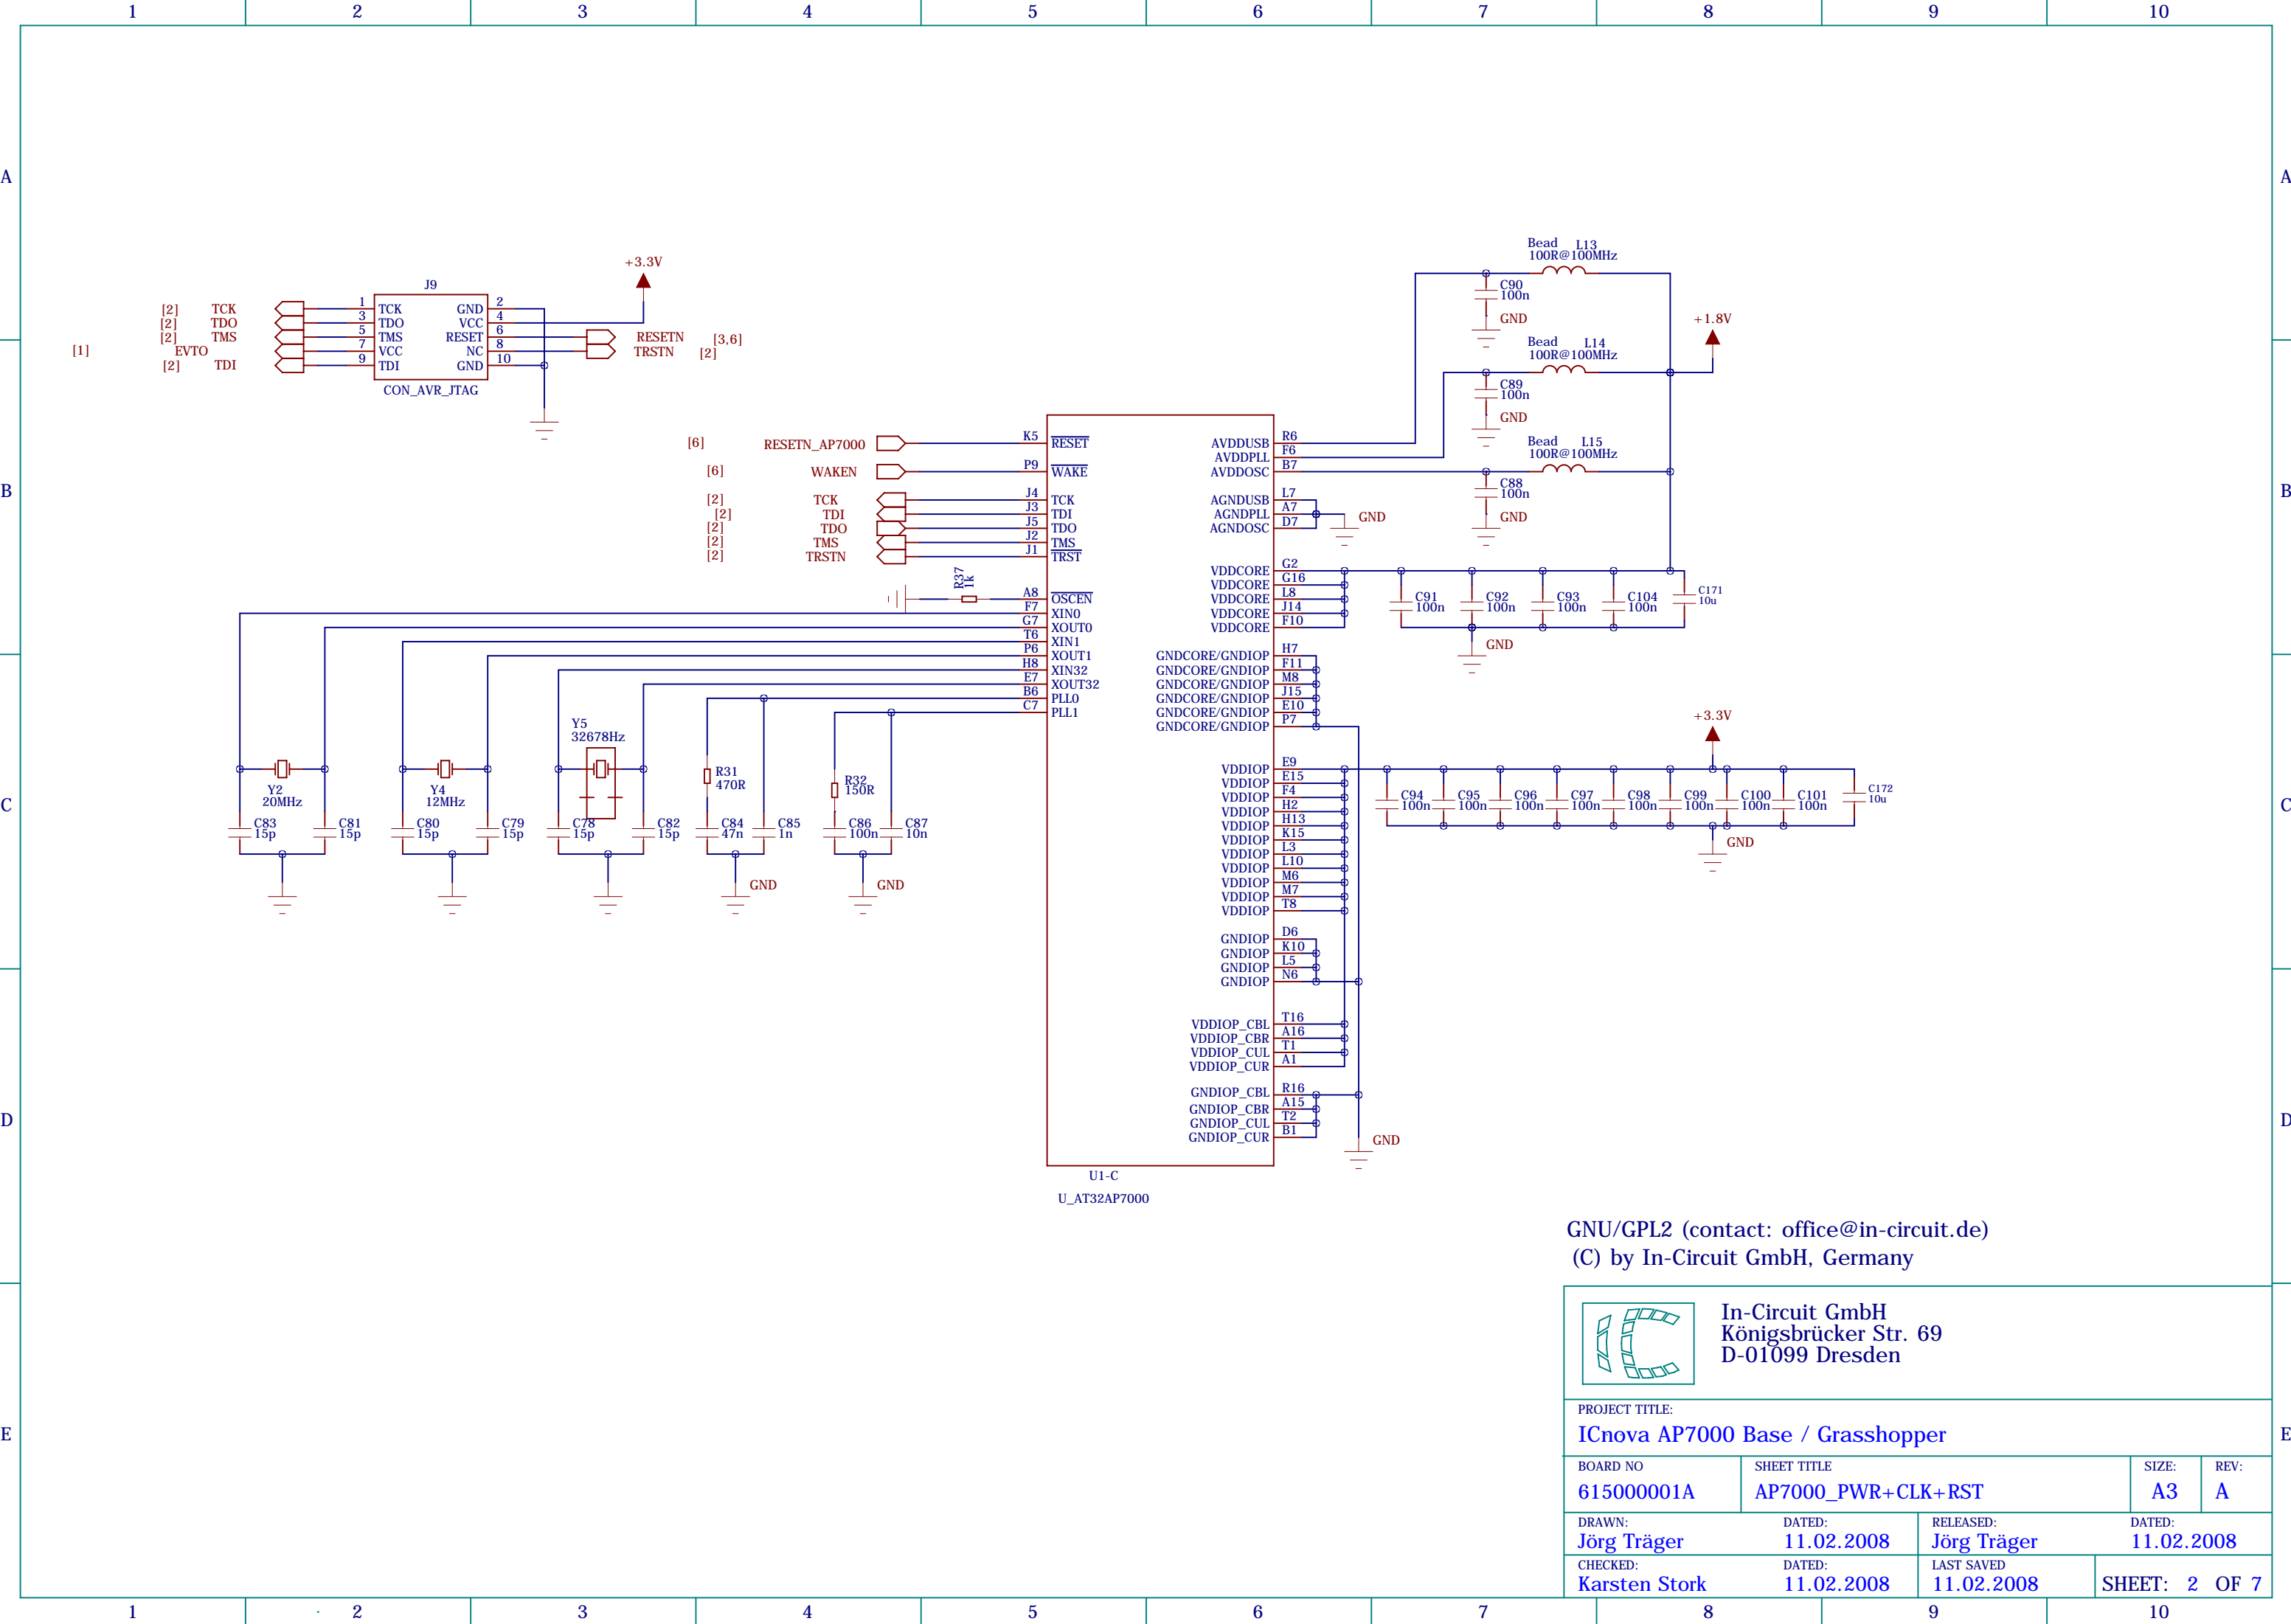 1 2 3 4 5 6 7 8 9 10
A A
B B
C C
D D
E E
J9
+3.3V
[2] TCK 1 TCK GND 2
[2] TDO 3 TDO VCC 4
[2] TMS 5 TMS RESET 6 RESETN [3,6]
[1] EVTO 7 VCC NC 8 TRSTN [2]
[2] TDI 9 TDI GND 10
CON_AVR_JTAG
Bead L13
100R@100MHz
C90
100n
GND
+1.8V
Bead L14
100R@100MHz
C89
100n
GND
Bead L15
100R@100MHz
C88
100n
GND
[6] RESETN_AP7000 K5 RESET
[6] WAKEN P9 WAKE
[2] TCK J4 TCK
[2] TDI J3 TDI
[2] TDO J5 TDO
[2] TMS J2 TMS
[2] TRSTN J1 TRST
R37
1k
A8 OSCEN
F7 XIN0
G7 XOUT0
T6 XIN1
P6 XOUT1
H8 XIN32
E7 XOUT32
B6 PLL0
C7 PLL1
AVDDUSB R6
AVDDPLL F6
AVDDOSC B7
AGNDUSB L7
AGNDPLL A7 GND
AGNDOSC D7
VDDCORE G2
VDDCORE G16
VDDCORE L8
VDDCORE J14
VDDCORE F10
C91 C92 C93 C104 C171
100n 100n 100n 100n 10u
GND
GNDCORE/GNDIOP H7
GNDCORE/GNDIOP F11
GNDCORE/GNDIOP M8
GNDCORE/GNDIOP J15
GNDCORE/GNDIOP E10
GNDCORE/GNDIOP P7
+3.3V
VDDIOP E9
VDDIOP E15
VDDIOP F4
VDDIOP H2
VDDIOP H13
VDDIOP K15
VDDIOP L3
VDDIOP L10
VDDIOP M6
VDDIOP M7
VDDIOP T8
C94 C95 C96 C97 C98 C99 C100 C101 C172
100n 100n 100n 100n 100n 100n 100n 100n 10u
GND
GNDIOP D6
GNDIOP K10
GNDIOP L5
GNDIOP N6
VDDIOP_CBL T16
VDDIOP_CBR A16
VDDIOP_CUL T1
VDDIOP_CUR A1
GNDIOP_CBL R16
GNDIOP_CBR A15
GNDIOP_CUL T2
GNDIOP_CUR B1
GND
U1-C
U_AT32AP7000
Y2
20MHz
Y4
12MHz
Y5
32678Hz
R31
470R
R32
150R
C83 C81 C80 C79 C78 C82 C84 C85 C86 C87
15p 15p 15p 15p 15p 15p 47n 1n 100n 10n
GND GND
GNU/GPL2 (contact: office@in-circuit.de)
(C) by In-Circuit GmbH, Germany
IC
In-Circuit GmbH
Königsbrücker Str. 69
D-01099 Dresden
PROJECT TITLE:
ICnova AP7000 Base / Grasshopper
BOARD NO SHEET TITLE SIZE: REV:
615000001A AP7000_PWR+CLK+RST A3 A
DRAWN: DATED: RELEASED: DATED:
Jörg Träger 11.02.2008 Jörg Träger 11.02.2008
CHECKED: DATED: LAST SAVED
Karsten Stork 11.02.2008 11.02.2008 SHEET: 2 OF 7
1 2 3 4 5 6 7 8 9 10